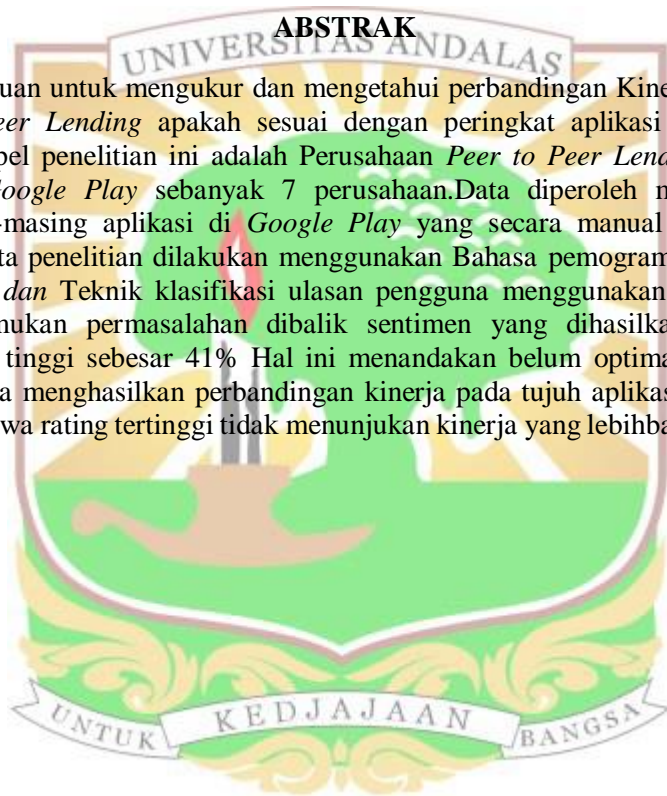 ABSTRAK
UNIVERSITAS ANDALAS
uan untuk mengukur dan mengetahui perbandingan Kine
eer Lending apakah sesuai dengan peringkat aplikasi
bel penelitian ini adalah Perusahaan Peer to Peer Lend
Google Play sebanyak 7 perusahaan.Data diperoleh m
-masing aplikasi di Google Play yang secara manual
ta penelitian dilakukan menggunakan Bahasa pemogram
dan Teknik klasifikasi ulasan pengguna menggunakan
mukan permasalahan dibalik sentimen yang dihasilka
tinggi sebesar 41% Hal ini menandakan belum optima
a menghasilkan perbandingan kinerja pada tujuh aplikas
wa rating tertinggi tidak menunjukan kinerja yang lebihba
UNTUK KEDJAJAAN BANGSA